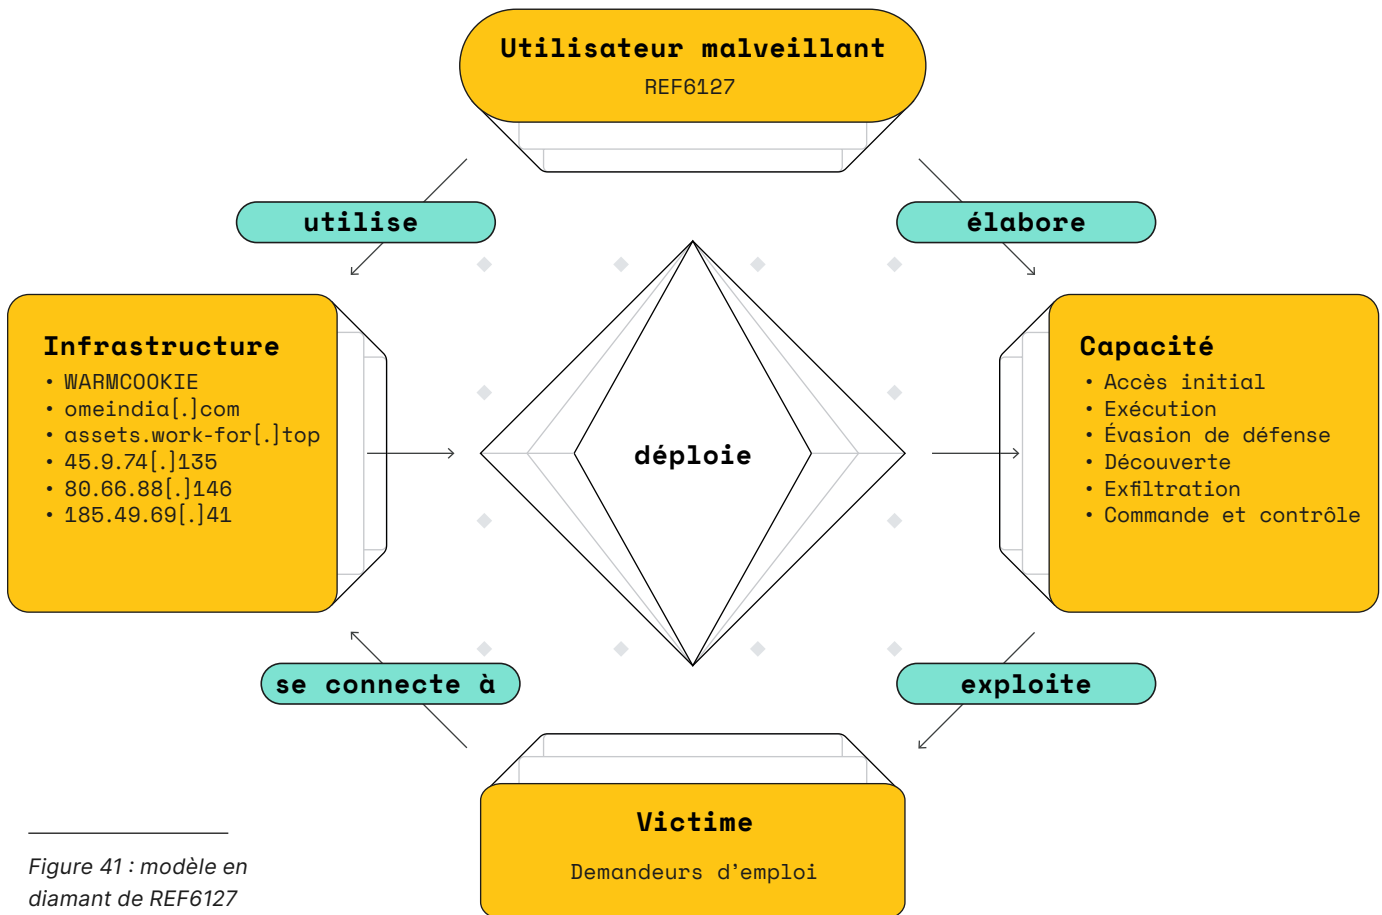 Utilisateur malveillant
REF6127
utilise
élabore
Infrastructure
• WARMCOOKIE
• omeindia[.]com
• assets.work-for[.]top
• 45.9.74[.]135
• 80.66.88[.]146
• 185.49.69[.]41
déploie
Capacité
• Accès initial
• Exécution
• Évasion de défense
• Découverte
• Exfiltration
• Commande et contrôle
se connecte à
exploite
Victime
Demandeurs d'emploi
Figure 41 : modèle en
diamant de REF6127